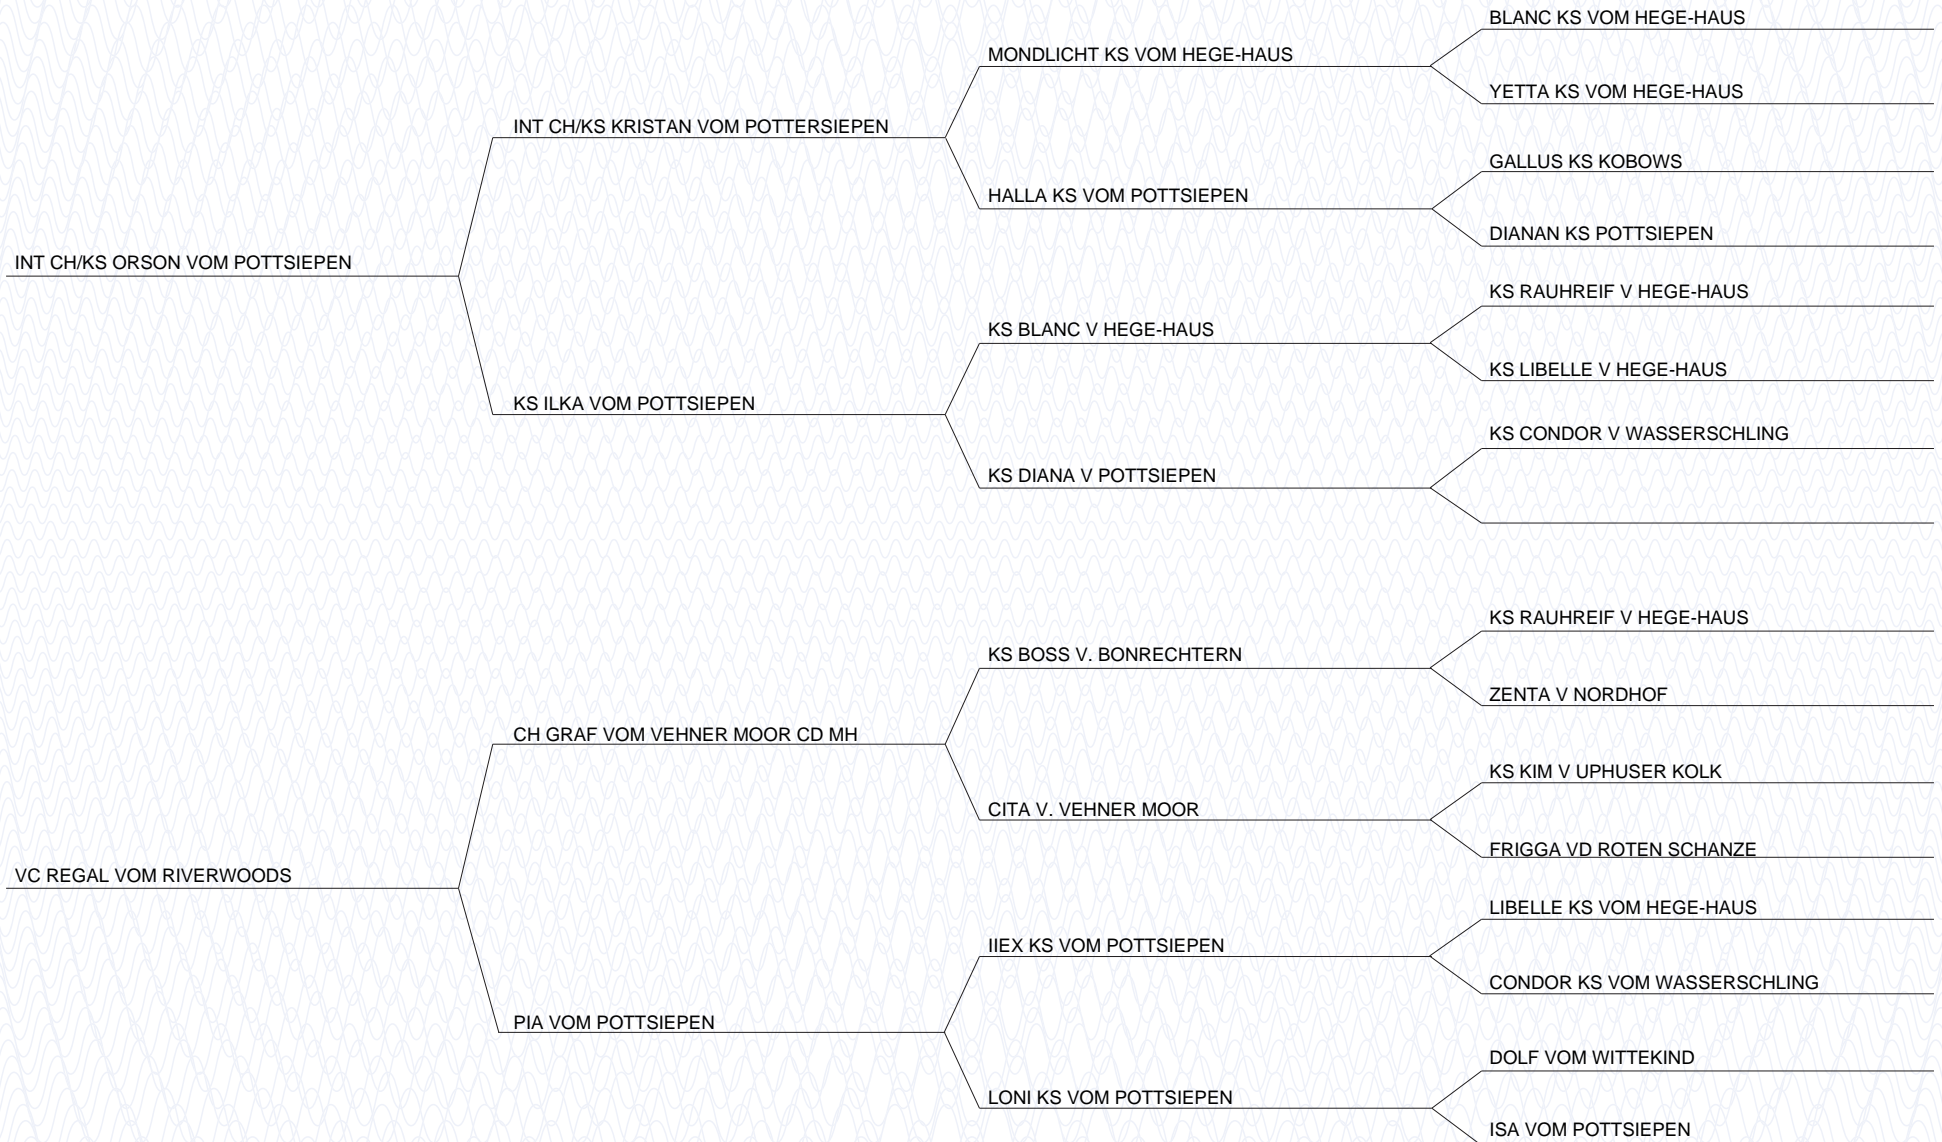 BLANC KS VOM HEGE-HAUS
MONDLICHT KS VOM HEGE-HAUS
YETTA KS VOM HEGE-HAUS
INT CH/KS KRISTAN VOM POTTERSIEPEN
GALLUS KS KOBOWS
HALLA KS VOM POTTSIEPEN
DIANAN KS POTTSIEPEN
INT CH/KS ORSON VOM POTTSIEPEN
KS RAUHREIF V HEGE-HAUS
KS BLANC V HEGE-HAUS
KS LIBELLE V HEGE-HAUS
KS ILKA VOM POTTSIEPEN
KS CONDOR V WASSERSCHLING
KS DIANA V POTTSIEPEN
KS RAUHREIF V HEGE-HAUS
KS BOSS V. BONRECHTERN
ZENTA V NORDHOF
CH GRAF VOM VEHNER MOOR CD MH
KS KIM V UPHUSER KOLK
CITA V. VEHNER MOOR
FRIGGA VD ROTEN SCHANZE
VC REGAL VOM RIVERWOODS
LIBELLE KS VOM HEGE-HAUS
IIEX KS VOM POTTSIEPEN
CONDOR KS VOM WASSERSCHLING
PIA VOM POTTSIEPEN
DOLF VOM WITTEKIND
LONI KS VOM POTTSIEPEN
ISA VOM POTTSIEPEN